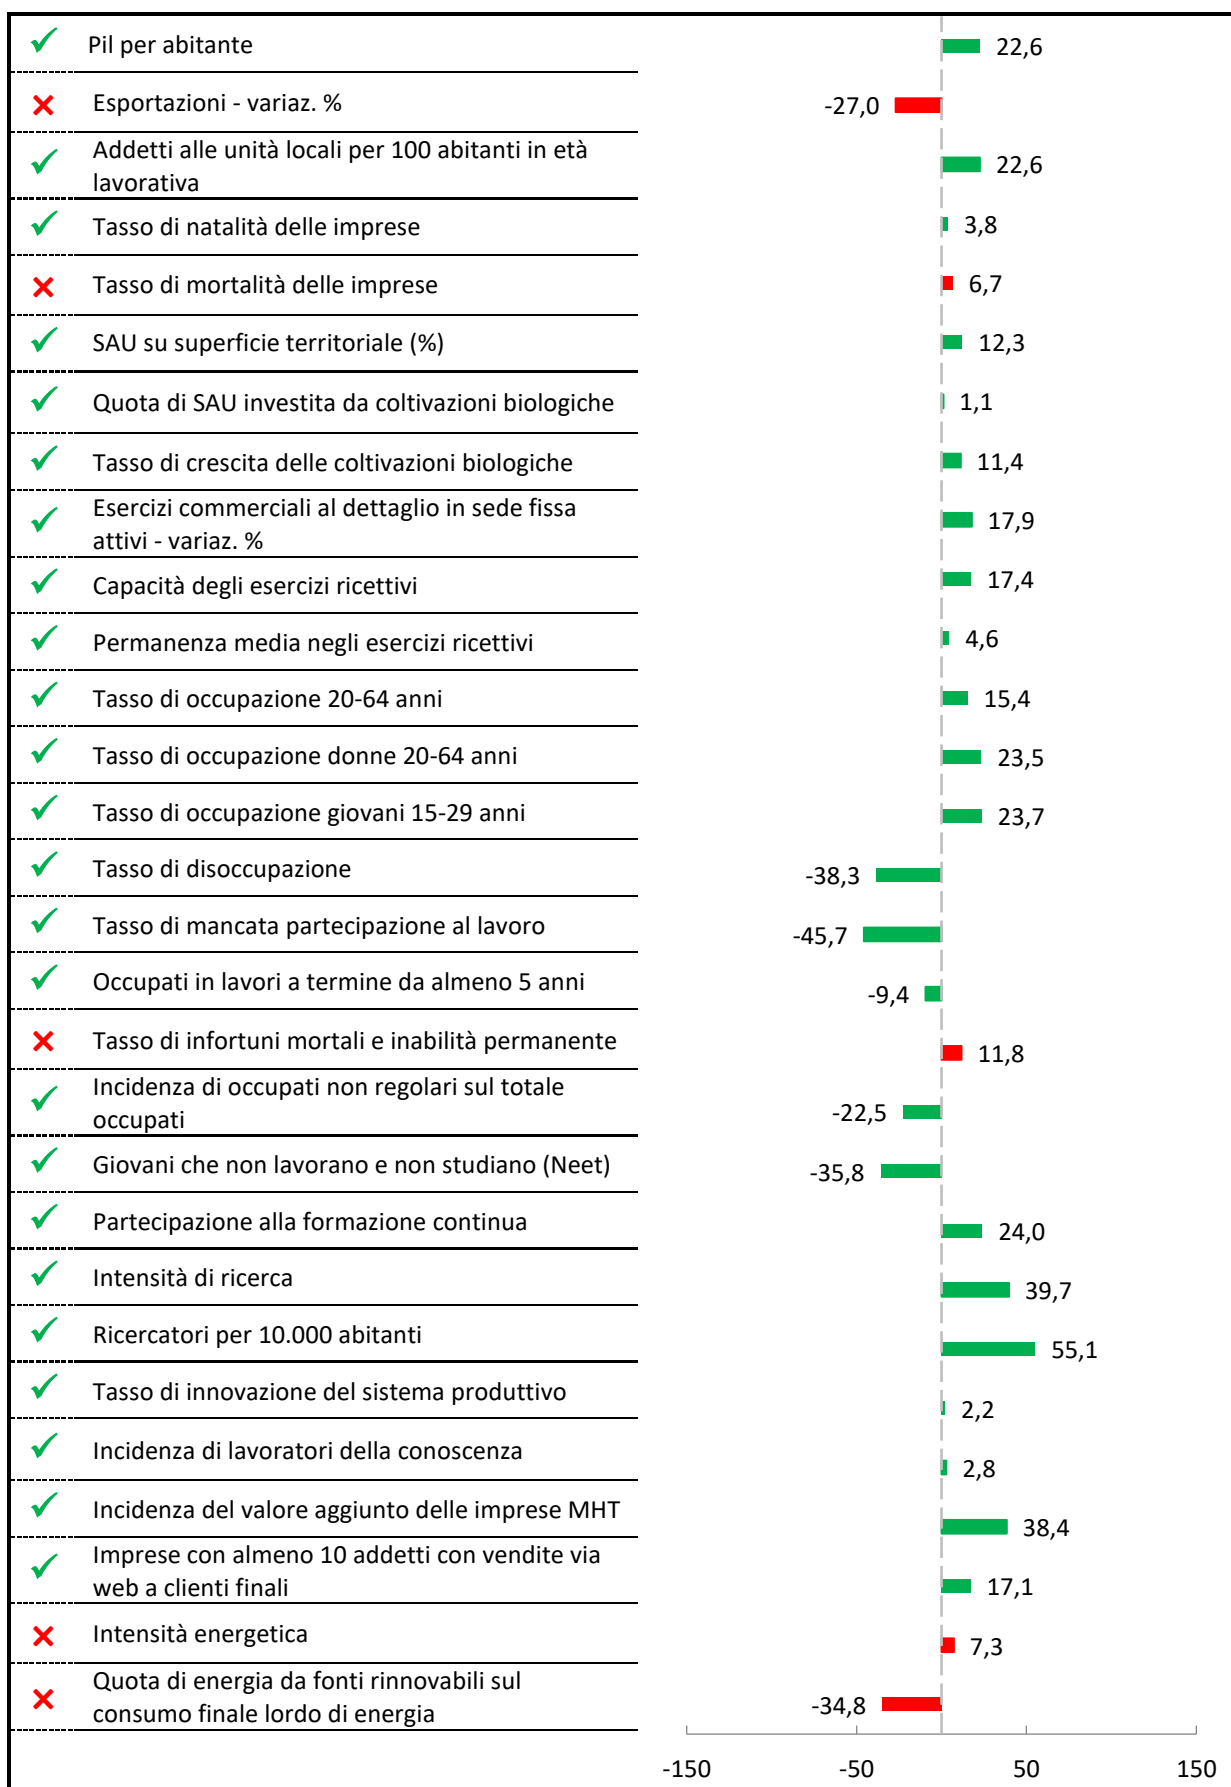 Pil per abitante 22,6
Esportazioni - variaz. % -27,0
Addetti alle unità locali per 100 abitanti in età
lavorativa 22,6
Tasso di natalità delle imprese 3,8
Tasso di mortalità delle imprese 6,7
SAU su superficie territoriale (%) 12,3
Quota di SAU investita da coltivazioni biologiche 1,1
Tasso di crescita delle coltivazioni biologiche 11,4
Esercizi commerciali al dettaglio in sede fissa
attivi - variaz. % 17,9
Capacità degli esercizi ricettivi 17,4
Permanenza media negli esercizi ricettivi 4,6
Tasso di occupazione 20-64 anni 15,4
Tasso di occupazione donne 20-64 anni 23,5
Tasso di occupazione giovani 15-29 anni 23,7
Tasso di disoccupazione -38,3
Tasso di mancata partecipazione al lavoro -45,7
Occupati in lavori a termine da almeno 5 anni -9,4
Tasso di infortuni mortali e inabilità permanente 11,8
Incidenza di occupati non regolari sul totale
occupati -22,5
Giovani che non lavorano e non studiano (Neet) -35,8
Partecipazione alla formazione continua 24,0
Intensità di ricerca 39,7
Ricercatori per 10.000 abitanti 55,1
Tasso di innovazione del sistema produttivo 2,2
Incidenza di lavoratori della conoscenza 2,8
Incidenza del valore aggiunto delle imprese MHT 38,4
Imprese con almeno 10 addetti con vendite via
web a clienti finali 17,1
Intensità energetica 7,3
Quota di energia da fonti rinnovabili sul
consumo finale lordo di energia -34,8
-150 -50 50 150